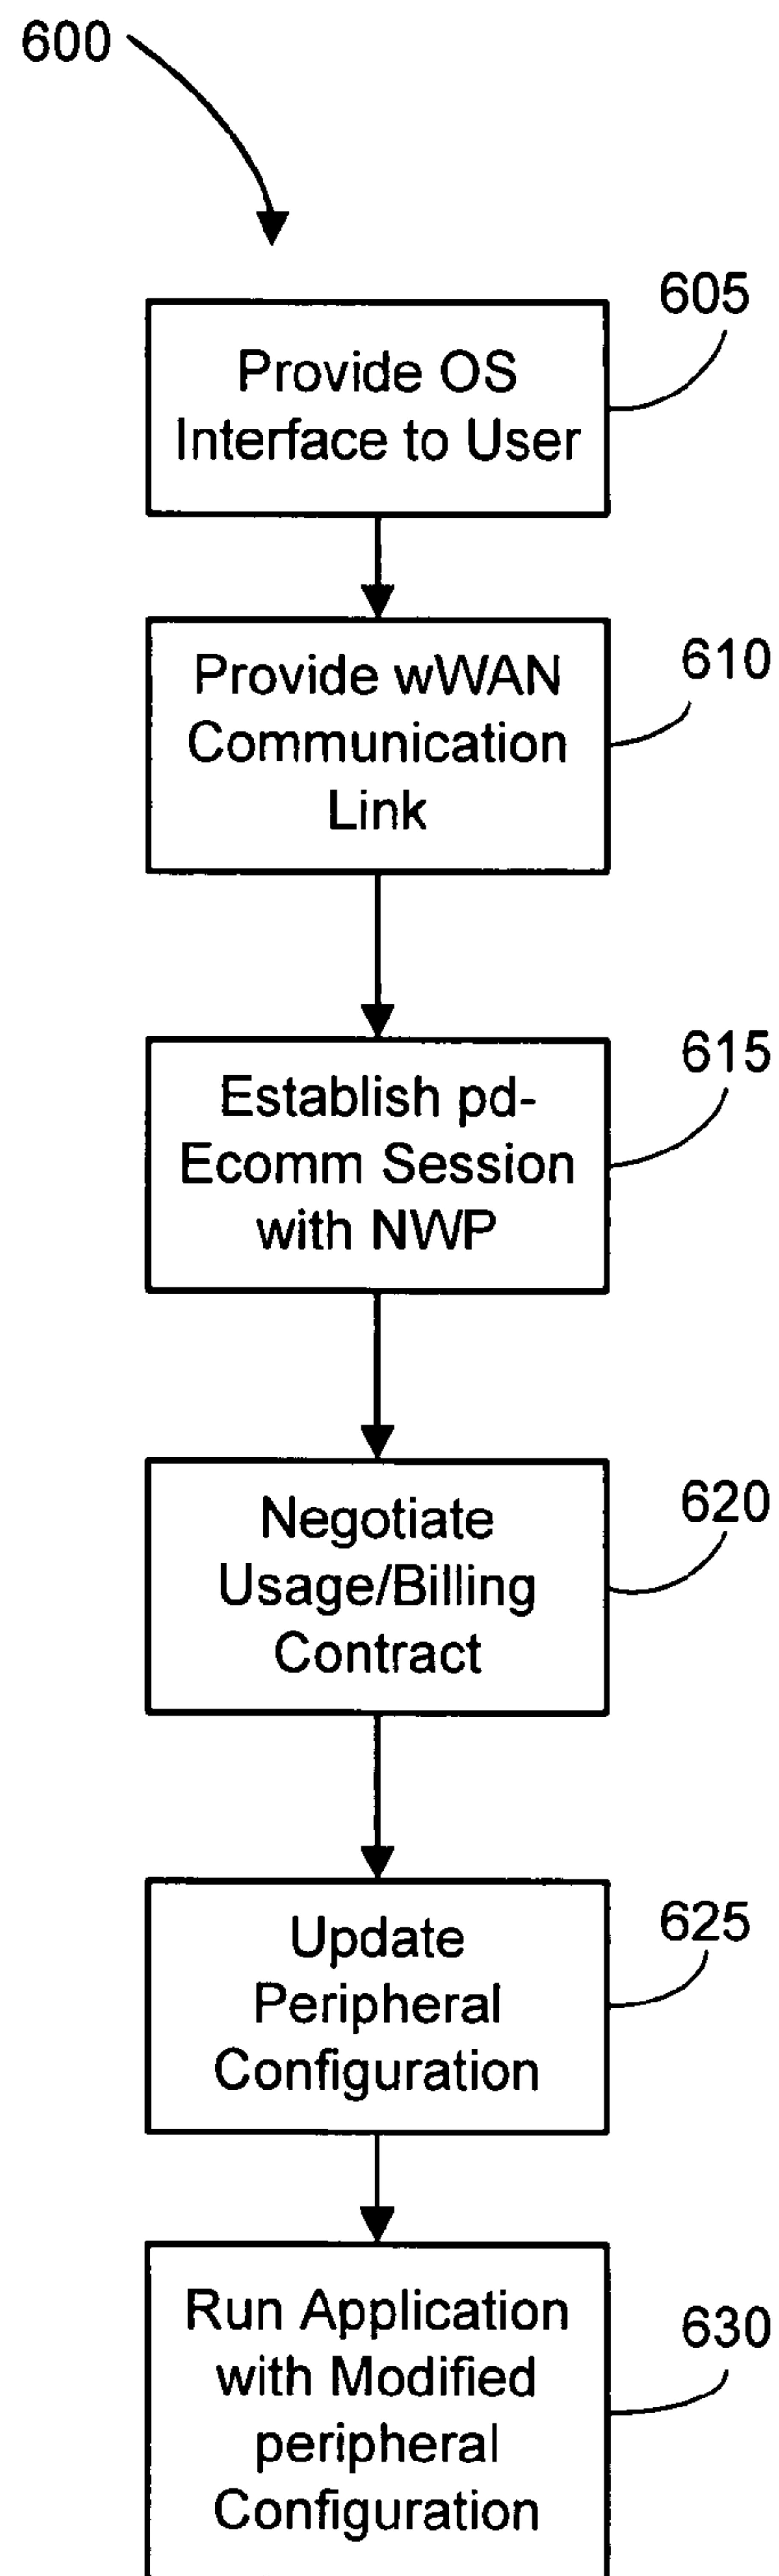 600
605
Provide OS
Interface to User
610
Provide wWAN
Communication
Link
615
Establish pd-
Ecomm Session
with NWP
620
Negotiate
Usage/Billing
Contract
625
Update
Peripheral
Configuration
630
Run Application
with Modified
peripheral
Configuration